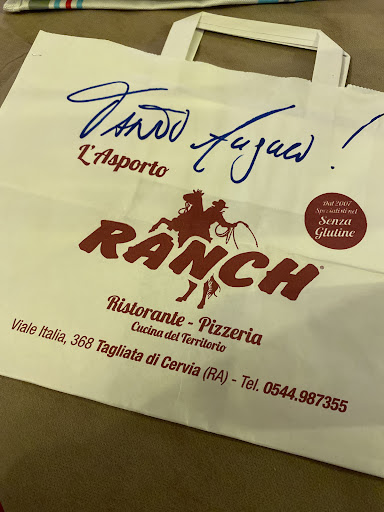 Tanti Auguri!
L'Asporto
Dal 2007
Specialisti nel
Senza
Glutine
RANCH®
Ristorante - Pizzeria
Cucina del Territorio
Viale Italia, 368 Tagliata di Cervia (RA) - Tel. 0544.987355